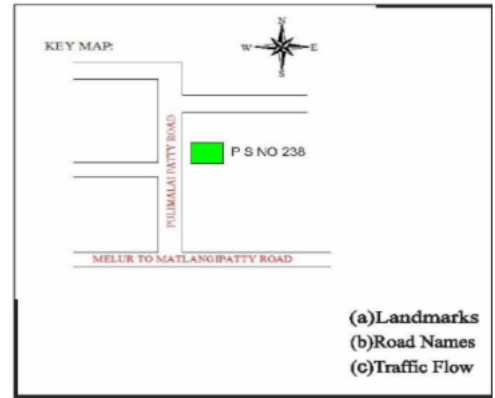 N
KEY MAP:
W E
S
PULIMALAI PATTY ROAD
P S NO 238
MELUR TO MATLANGIPATTY ROAD
(a)Landmarks
(b)Road Names
(c)Traffic Flow